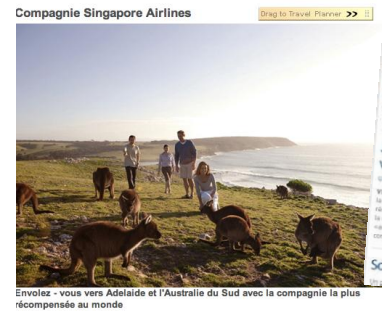 Compagnie Singapore Airlines
Drag to Travel Planner >>
Envolez - vous vers Adelaide et l'Australie du Sud avec la compagnie la plus
récompensée au monde